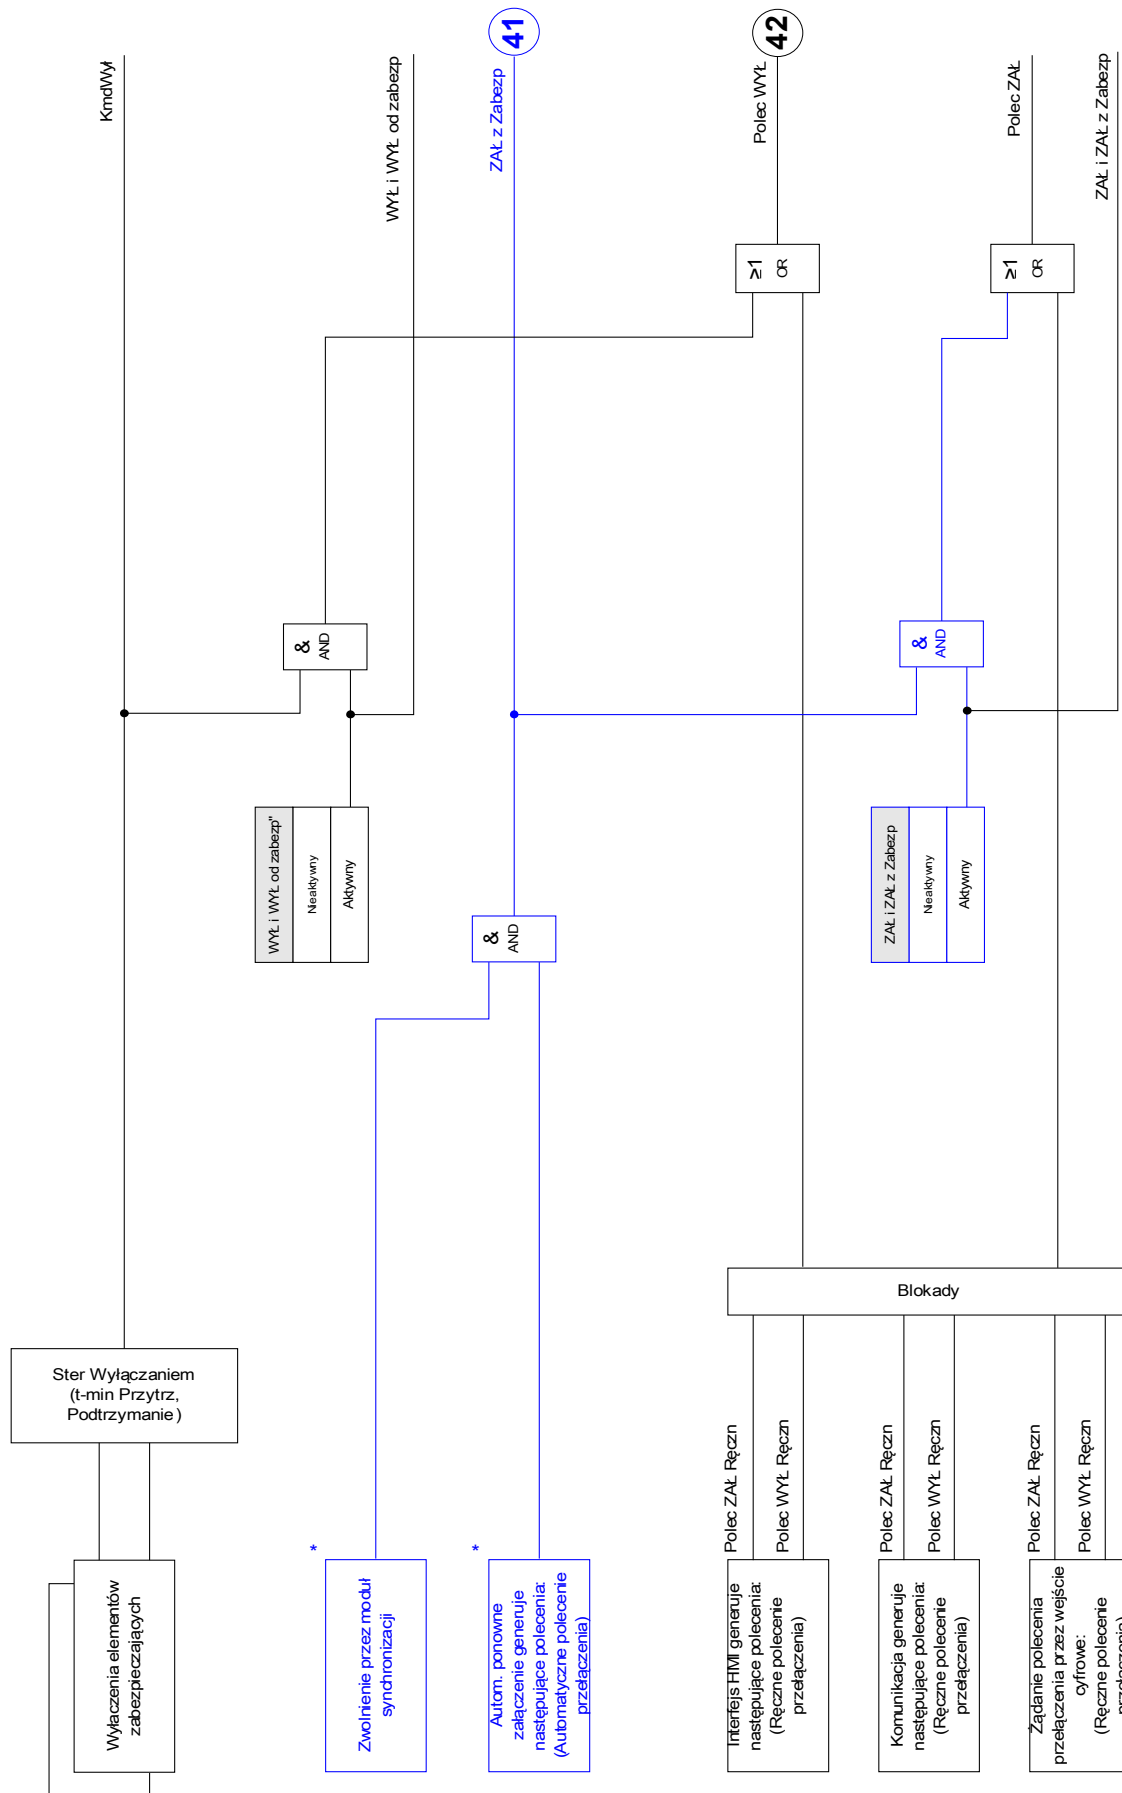 KmdWył
WYŁ i WYŁ od zabezp
41
ZAŁ z Zabezp
42
Polec WYŁ
Polec ZAŁ
ZAŁ i ZAŁ z Zabezp
≥1
OR
≥1
OR
&
AND
&
AND
WYŁ i WYŁ od zabezp"
Nieaktywny
Aktywny
ZAŁ i ZAŁ z Zabezp
Nieaktywny
Aktywny
&
AND
Blokady
Ster Wyłączaniem
(t-min Przytrz,
Podtrzymanie)
Polec ZAŁ Ręczn
Polec WYŁ Ręczn
Polec ZAŁ Ręczn
Polec WYŁ Ręczn
Polec ZAŁ Ręczn
Polec WYŁ Ręczn
Wyłaczenia elementów
zabezpieczających
*
Zwolnienie przez moduł
synchronizacji
*
Autom. ponowne
załączenie generuje
następujące polecenia:
(Automatyczne polecenie
przełączenia)
Interfejs HMI generuje
następujące polecenia:
(Ręczne polecenie
przełączenia)
Komunikacja generuje
następujące polecenia:
(Ręczne polecenie
przełączenia)
Żądanie polecenia
przełączenia przez wejście
cyfrowe:
(Ręczne polecenie
przełączenia)